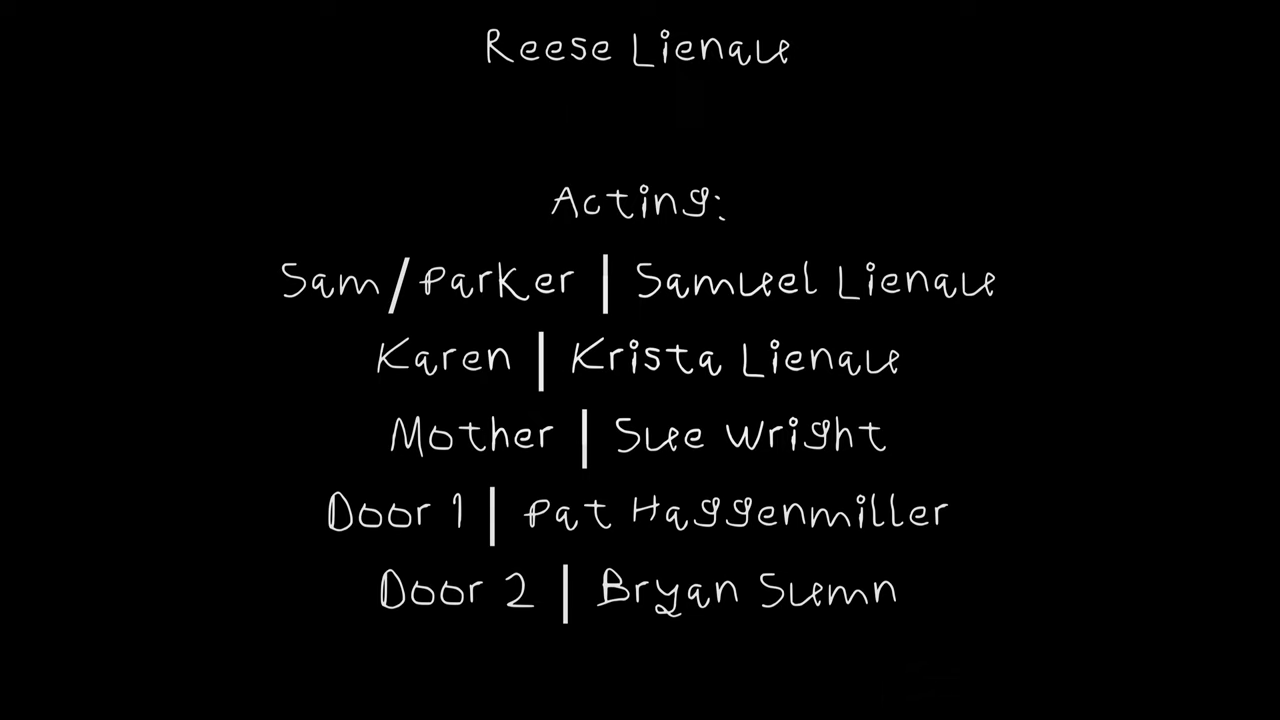 Reese Lienau
Acting:
Sam/Parker | Samuel Lienau
Karen | Krista Lienau
Mother | Sue Wright
Door 1 | Pat Haggenmiller
Door 2 | Bryan Sumn